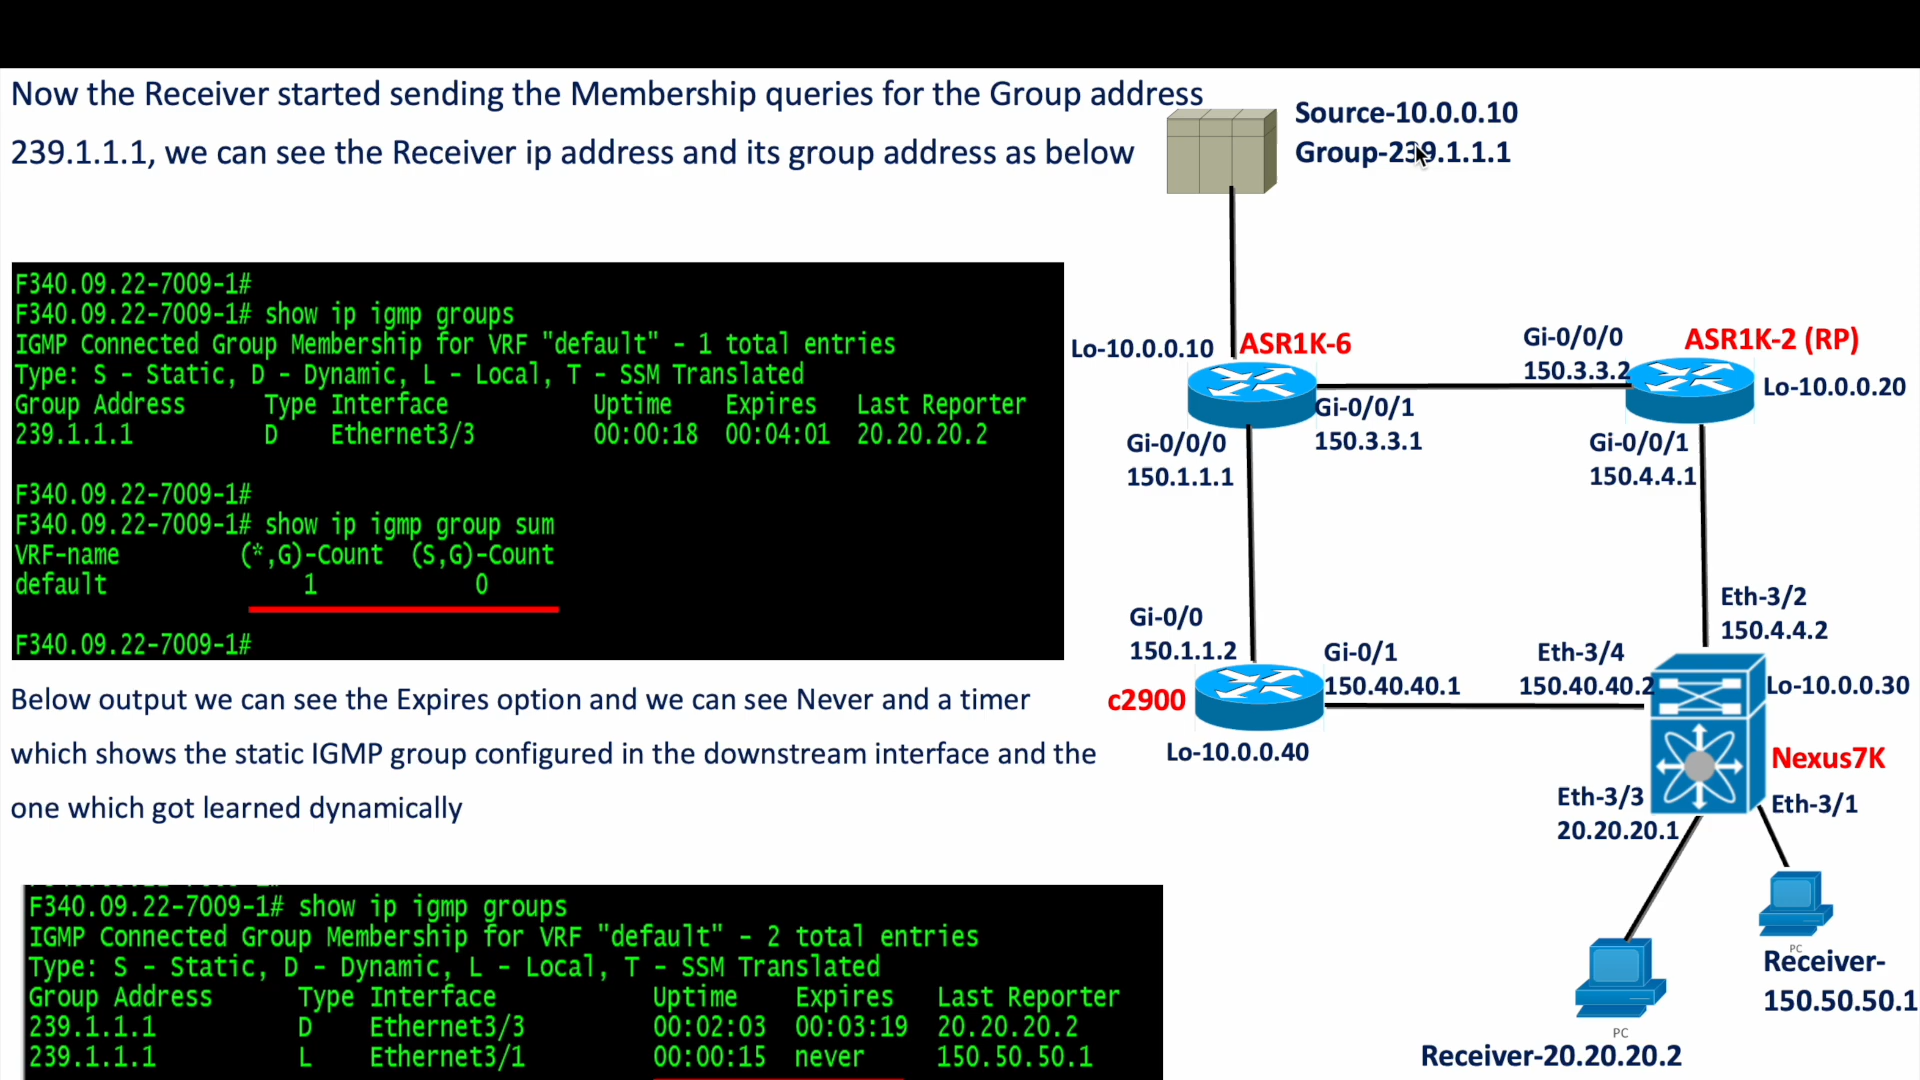 Now the Receiver started sending the Membership queries for the Group address
239.1.1.1, we can see the Receiver ip address and its group address as below
F340.09.22-7009-1#
F340.09.22-7009-1# show ip igmp groups
IGMP Connected Group Membership for VRF "default" - 1 total entries
Type: S - Static, D - Dynamic, L - Local, T - SSM Translated
Group Address Type Interface Uptime Expires Last Reporter
239.1.1.1 D Ethernet3/3 00:00:18 00:04:01 20.20.20.2
F340.09.22-7009-1#
F340.09.22-7009-1# show ip igmp group sum
VRF-name (*,G)-Count (S,G)-Count
default 1 0
F340.09.22-7009-1#
Below output we can see the Expires option and we can see Never and a timer
which shows the static IGMP group configured in the downstream interface and the
one which got learned dynamically
F340.09.22-7009-1# show ip igmp groups
IGMP Connected Group Membership for VRF "default" - 2 total entries
Type: S - Static, D - Dynamic, L - Local, T - SSM Translated
Group Address Type Interface Uptime Expires Last Reporter
239.1.1.1 D Ethernet3/3 00:02:03 00:03:19 20.20.20.2
239.1.1.1 L Ethernet3/1 00:00:15 never 150.50.50.1
Source-10.0.0.10
Group-239.1.1.1
Lo-10.0.0.10
ASR1K-6
Gi-0/0/0
150.3.3.2
ASR1K-2 (RP)
Lo-10.0.0.20
Gi-0/0/1
150.3.3.1
Gi-0/0/0
150.1.1.1
Gi-0/0/1
150.4.4.1
Eth-3/2
150.4.4.2
Gi-0/0
150.1.1.2
Gi-0/1
150.40.40.1
Eth-3/4
150.40.40.2
Lo-10.0.0.30
c2900
Lo-10.0.0.40
Nexus7K
Eth-3/3
20.20.20.1
Eth-3/1
PC
Receiver-
150.50.50.1
PC
Receiver-20.20.20.2